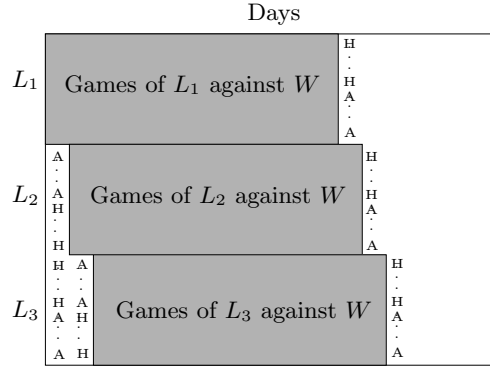 Days
H
.
.
L₁ Games of L₁ against W H
A
.
.
A
A H
. .
. .
L₂ Games of L₂ against W A H
H A
. .
. .
H A
H A H
. . .
. . .
H A H
L₃ Games of L₃ against W A H A
. . .
. . .
A H A